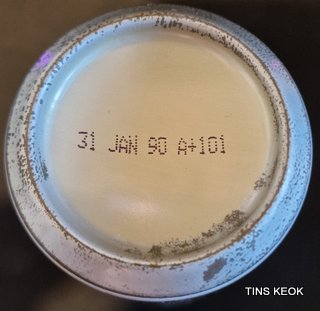 31 JAN 90 A+101
TINS KEOK